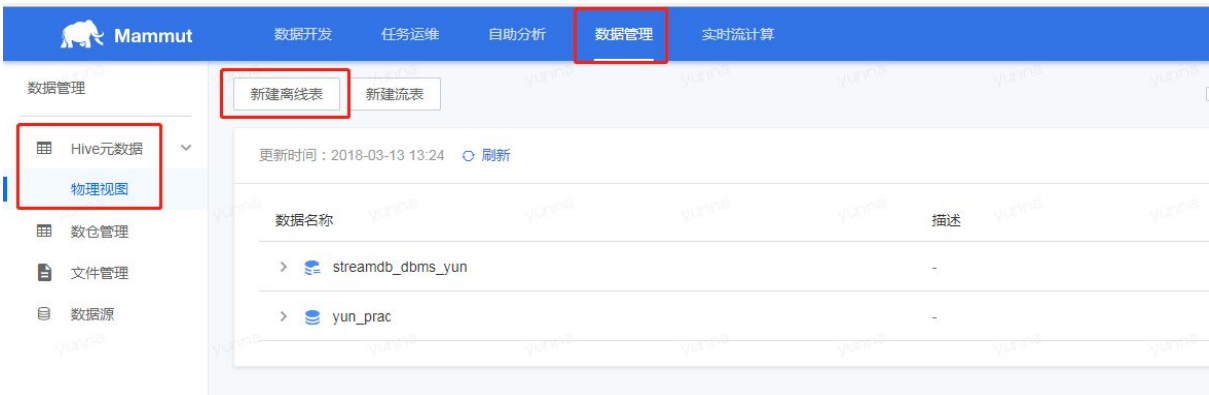 Mammut 数据开发 任务运维 自助分析 数据管理 实时流计算
数据管理
新建离线表 新建流表
Hive元数据
更新时间：2018-03-13 13:24 刷新
物理视图
数据名称 描述
数仓管理
streamdb_dbms_yun -
文件管理
数据源
yun_prac -
yunna